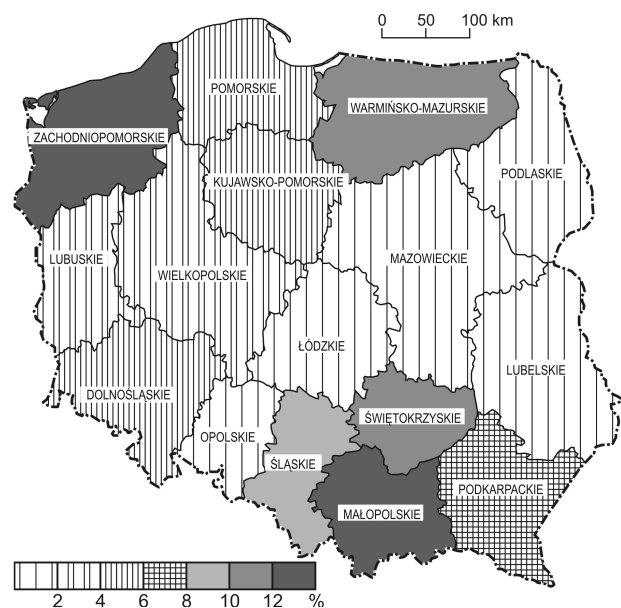 0 50 100 km
POMORSKIE
WARMIŃSKO-MAZURSKIE
ZACHODNIOPOMORSKIE
PODLASKIE
KUJAWSKO-POMORSKIE
LUBUSKIE
MAZOWIECKIE
WIELKOPOLSKIE
ŁÓDZKIE
LUBELSKIE
DOLNOŚLĄSKIE
ŚWIĘTOKRZYSKIE
OPOLSKIE
ŚLĄSKIE
PODKARPACKIE
MAŁOPOLSKIE
2 4 6 8 10 12 %